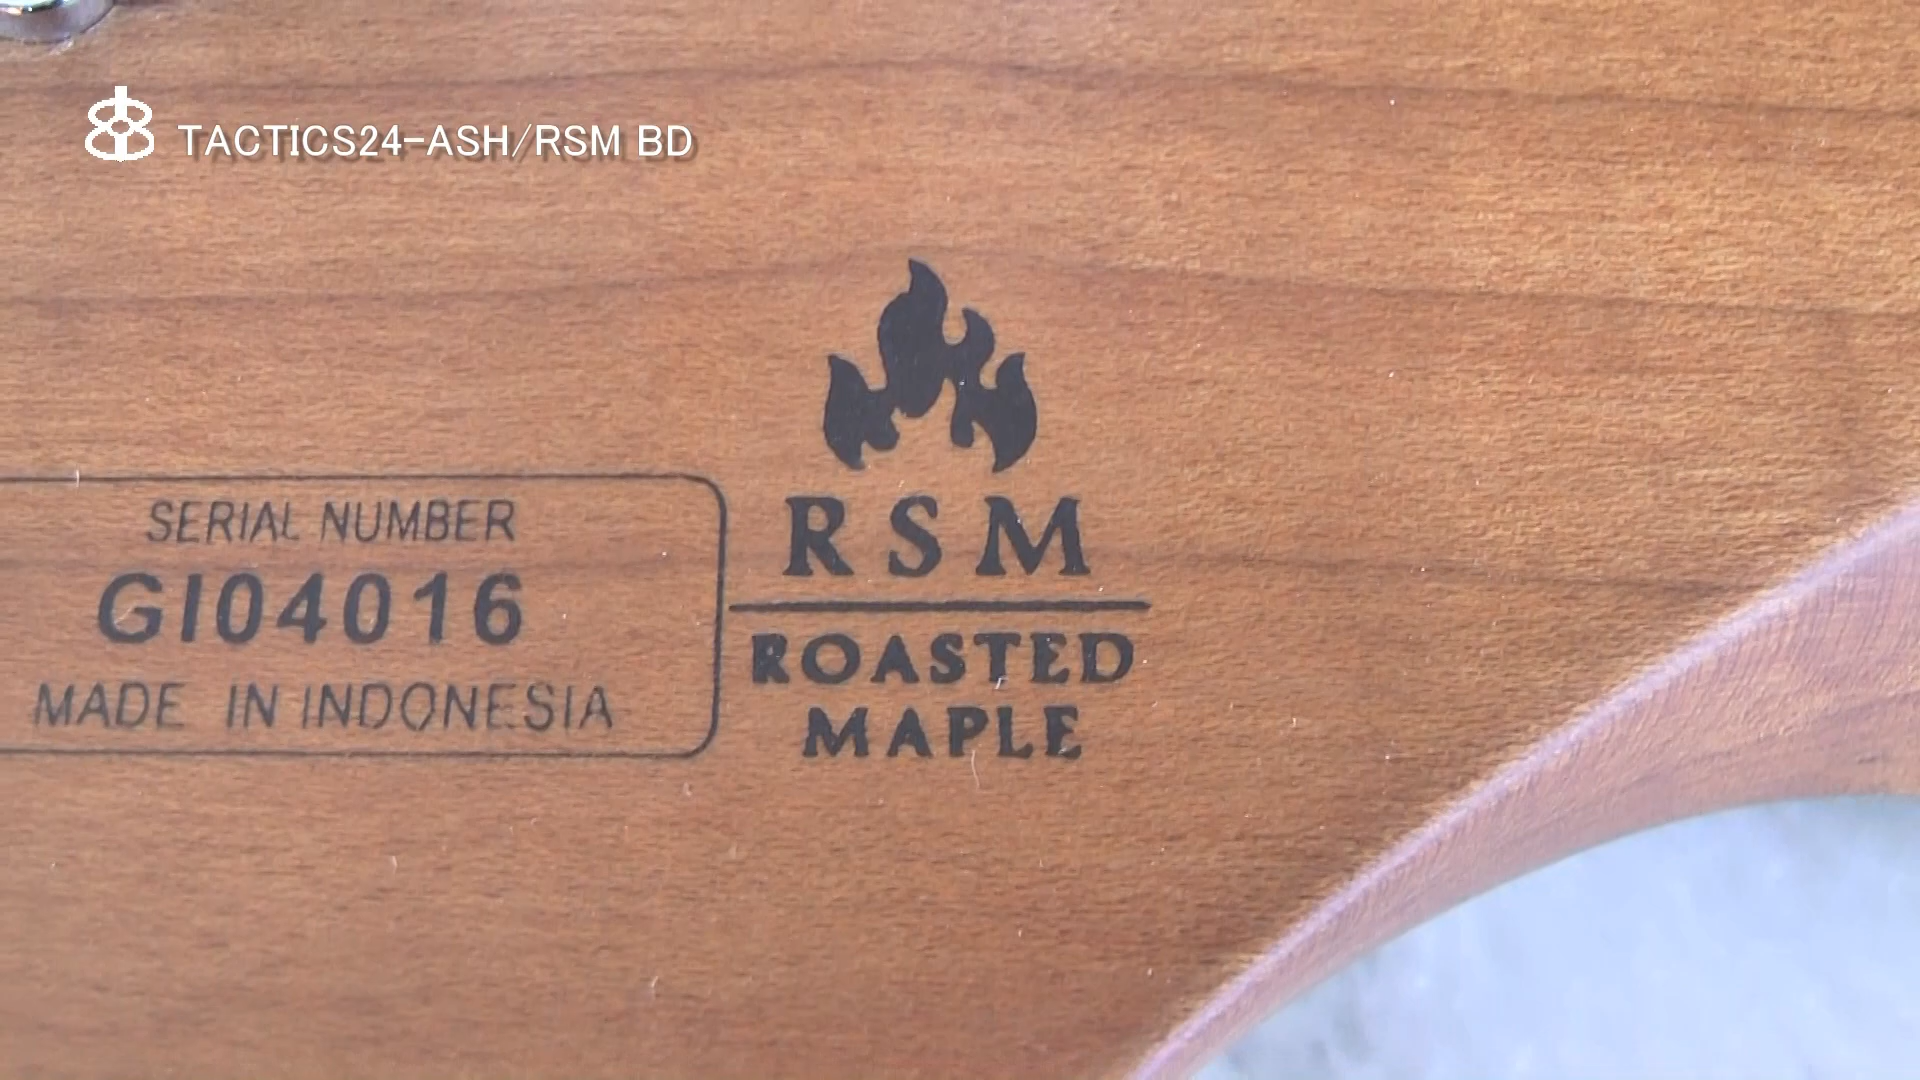 TACTICS24-ASH/RSM BD
SERIAL NUMBER
GI04016
MADE IN INDONESIA
RSM
ROASTED
MAPLE